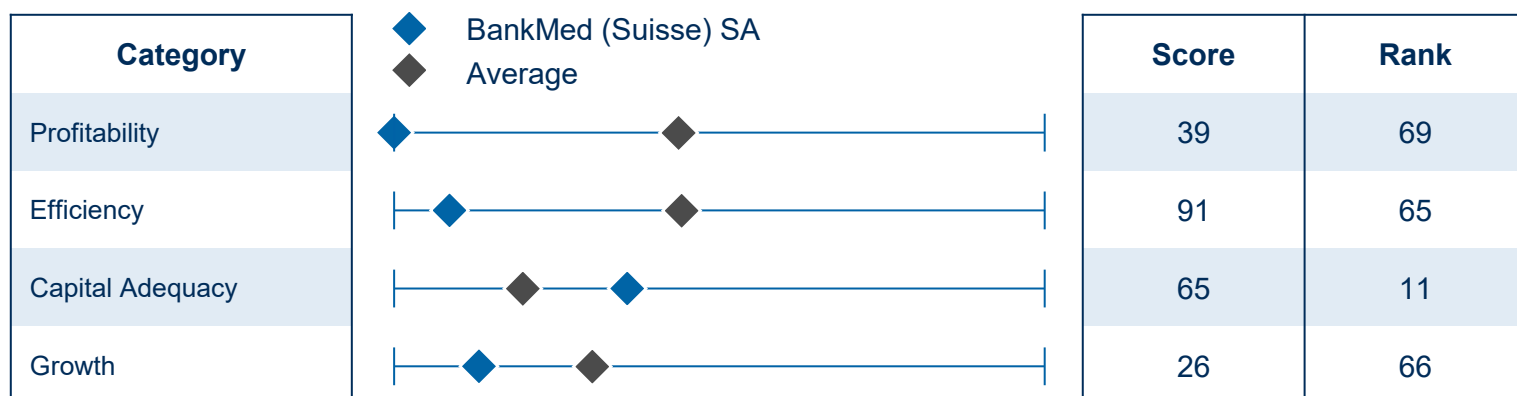 Category
BankMed (Suisse) SA
Average
Score Rank
Profitability 39 69
Efficiency 91 65
Capital Adequacy 65 11
Growth 26 66